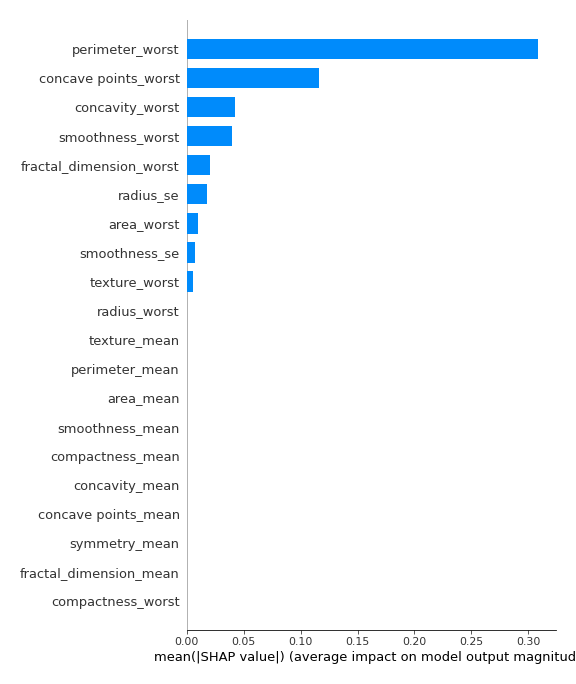 perimeter_worst
concave points_worst
concavity_worst
smoothness_worst
fractal_dimension_worst
radius_se
area_worst
smoothness_se
texture_worst
radius_worst
texture_mean
perimeter_mean
area_mean
smoothness_mean
compactness_mean
concavity_mean
concave points_mean
symmetry_mean
fractal_dimension_mean
compactness_worst
0.00 0.05 0.10 0.15 0.20 0.25 0.30
mean(|SHAP value|) (average impact on model output magnitud